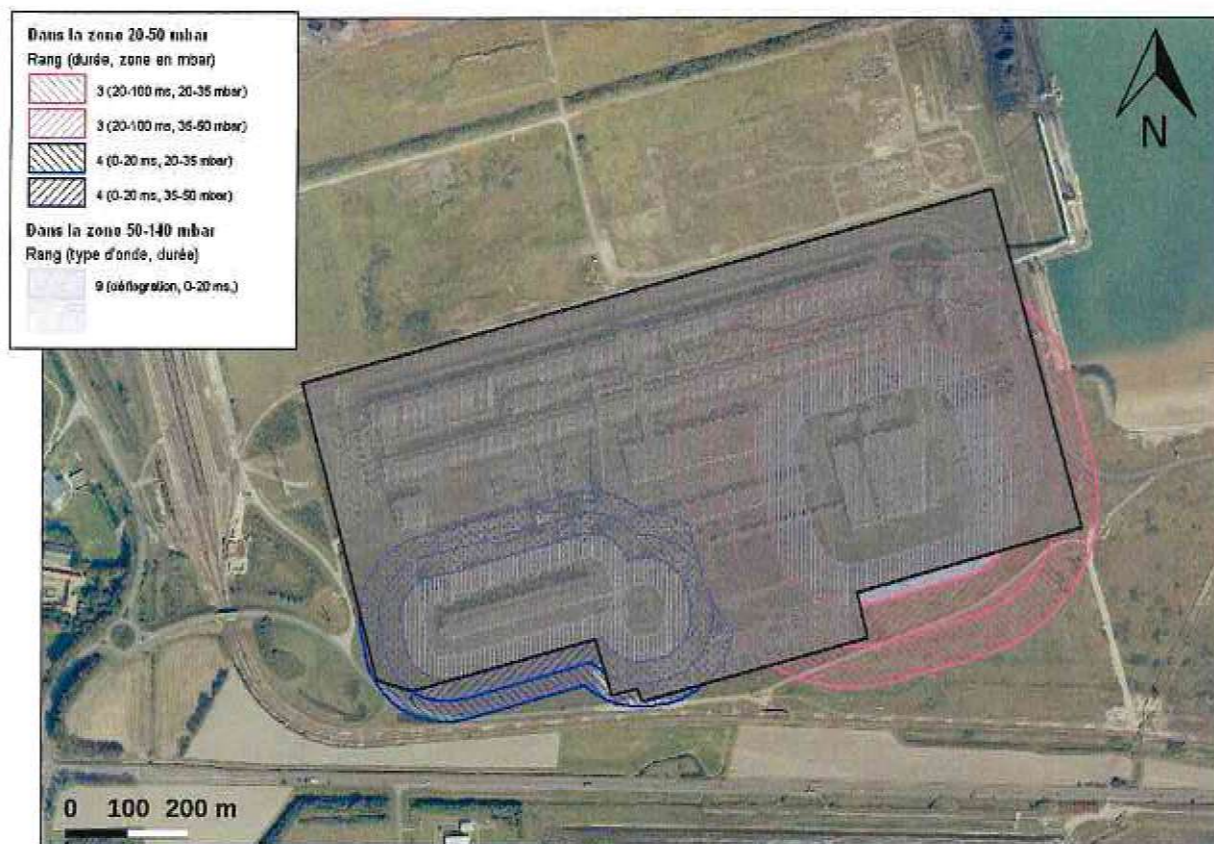 Dans la zone 20-50 mbar
Rang (durée, zone en mbar)
3 (20-100 ms, 20-35 mbar)
3 (20-100 ms, 35-50 mbar)
4 (0-20 ms, 20-35 mbar)
4 (0-20 ms, 35-50 mbar)
Dans la zone 50-140 mbar
Rang (type d'onde, durée)
9 (déflagration, 0-20 ms,)
N
0 100 200 m